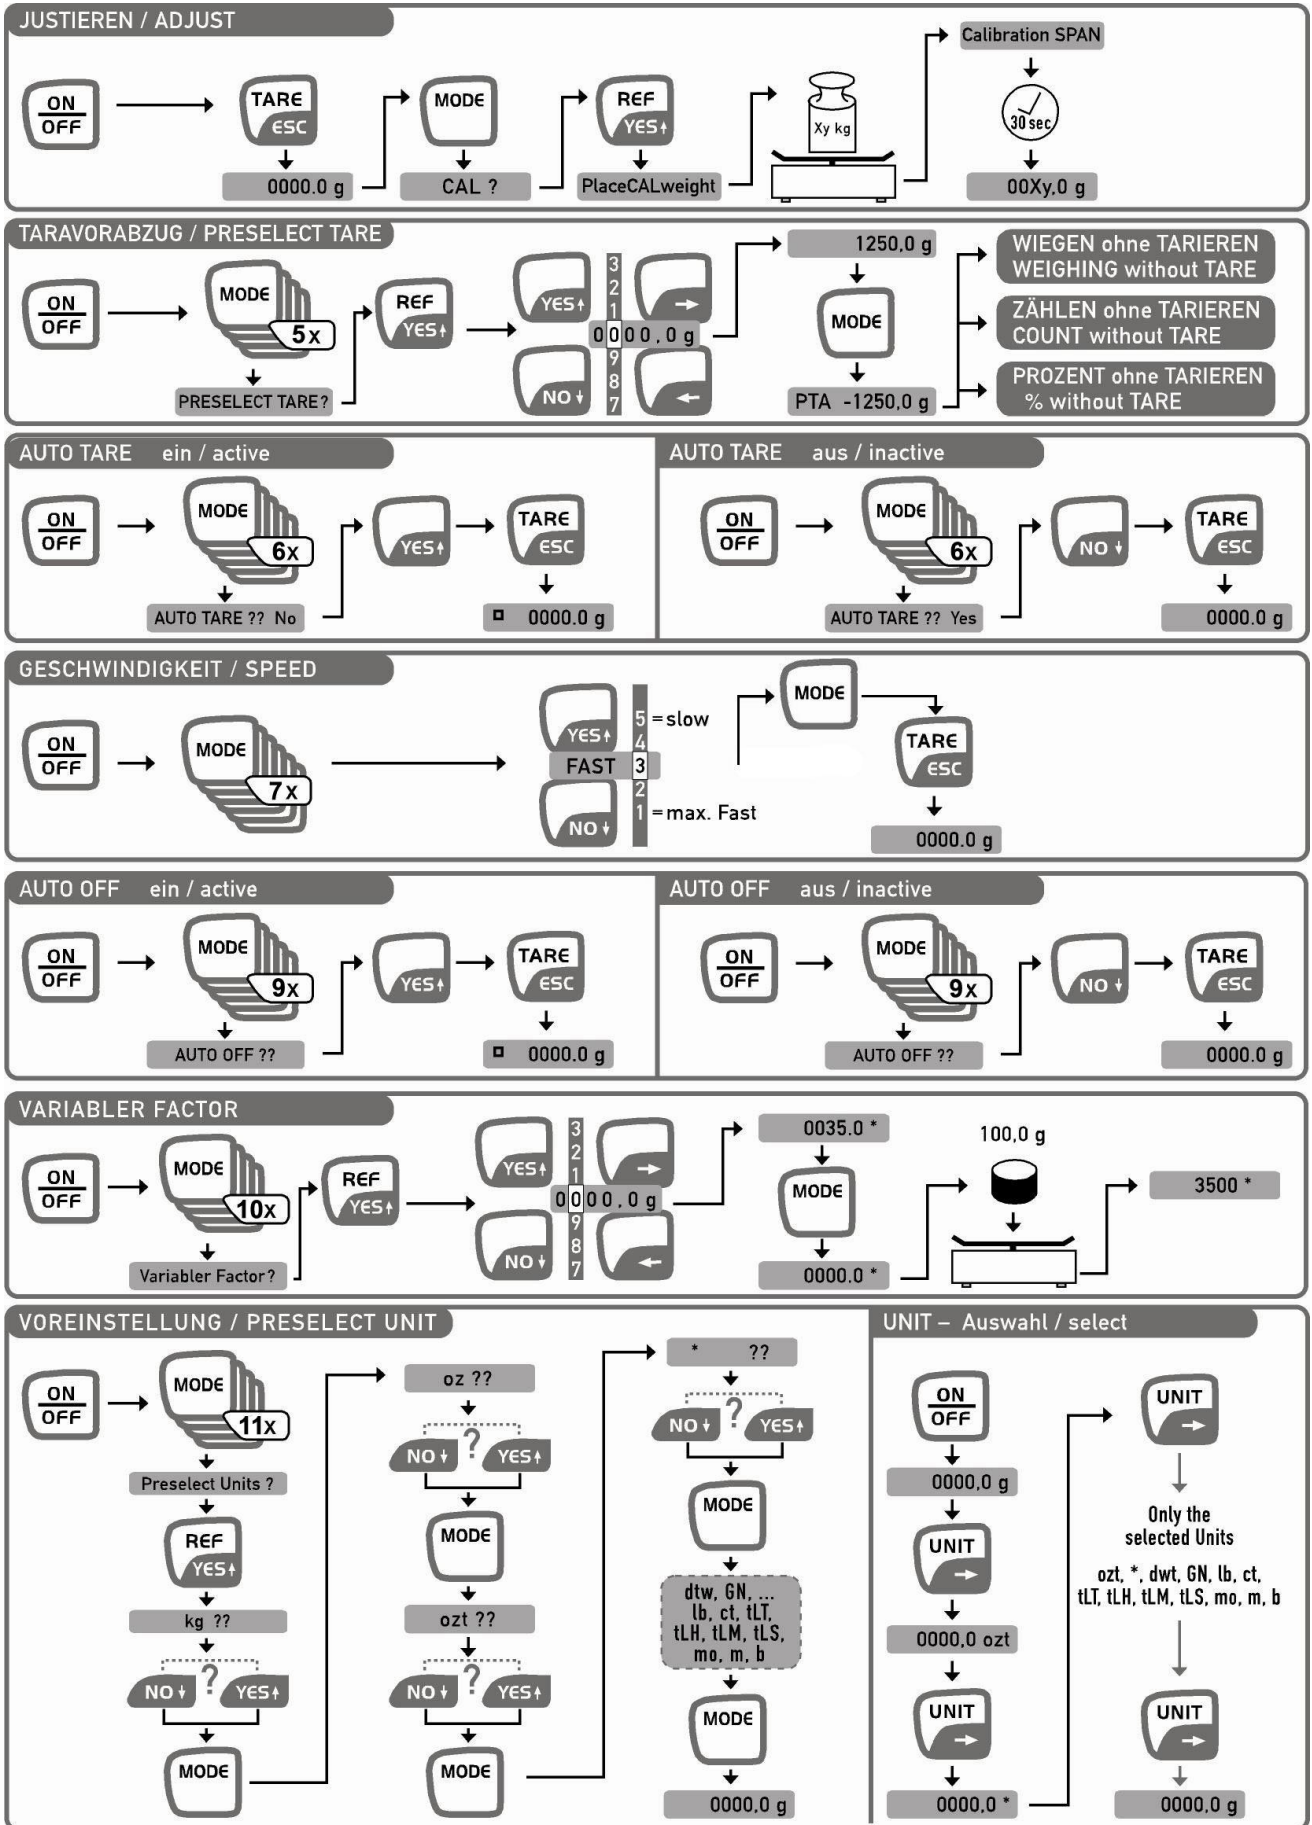 JUSTIEREN / ADJUST
ON
OFF
TARE
ESC
0000.0 g
MODE
CAL ?
REF
YES↑
PlaceCALweight
Xy kg
Calibration SPAN
30 sec
00Xy,0 g
TARAVORABZUG / PRESELECT TARE
ON
OFF
MODE
5x
PRESELECT TARE?
REF
YES↑
YES↑
→
3
2
1
0000,0 g
9
8
7
NO↓
←
1250,0 g
MODE
PTA -1250,0 g
WIEGEN ohne TARIEREN
WEIGHING without TARE
ZÄHLEN ohne TARIEREN
COUNT without TARE
PROZENT ohne TARIEREN
% without TARE
AUTO TARE ein / active
ON
OFF
MODE
6x
AUTO TARE ?? No
YES↑
TARE
ESC
0000.0 g
AUTO TARE aus / inactive
ON
OFF
MODE
6x
AUTO TARE ?? Yes
NO↓
TARE
ESC
0000.0 g
GESCHWINDIGKEIT / SPEED
ON
OFF
MODE
7x
YES↑
5 = slow
4
FAST 3
2
1 = max. Fast
NO↓
MODE
TARE
ESC
0000.0 g
AUTO OFF ein / active
ON
OFF
MODE
9x
AUTO OFF ??
YES↑
TARE
ESC
0000.0 g
AUTO OFF aus / inactive
ON
OFF
MODE
9x
AUTO OFF ??
NO↓
TARE
ESC
0000.0 g
VARIABLER FACTOR
ON
OFF
MODE
10x
Variabler Factor?
REF
YES↑
YES↑
→
3
2
1
0000,0 g
9
8
7
NO↓
←
0035.0 *
MODE
0000.0 *
100,0 g
3500 *
VOREINSTELLUNG / PRESELECT UNIT
ON
OFF
MODE
11x
Preselect Units ?
REF
YES↑
kg ??
NO↓ ? YES↑
MODE
oz ??
NO↓ ? YES↑
MODE
ozt ??
NO↓ ? YES↑
MODE
* ??
NO↓ ? YES↑
MODE
dtw, GN, ...
lb, ct, tLT,
tLH, tLM, tLS,
mo, m, b
MODE
0000,0 g
UNIT – Auswahl / select
ON
OFF
0000,0 g
UNIT
→
0000,0 ozt
UNIT
→
0000,0 *
UNIT
→
Only the
selected Units
ozt, *, dwt, GN, lb, ct,
tLT, tLH, tLM, tLS, mo, m, b
UNIT
→
0000,0 g